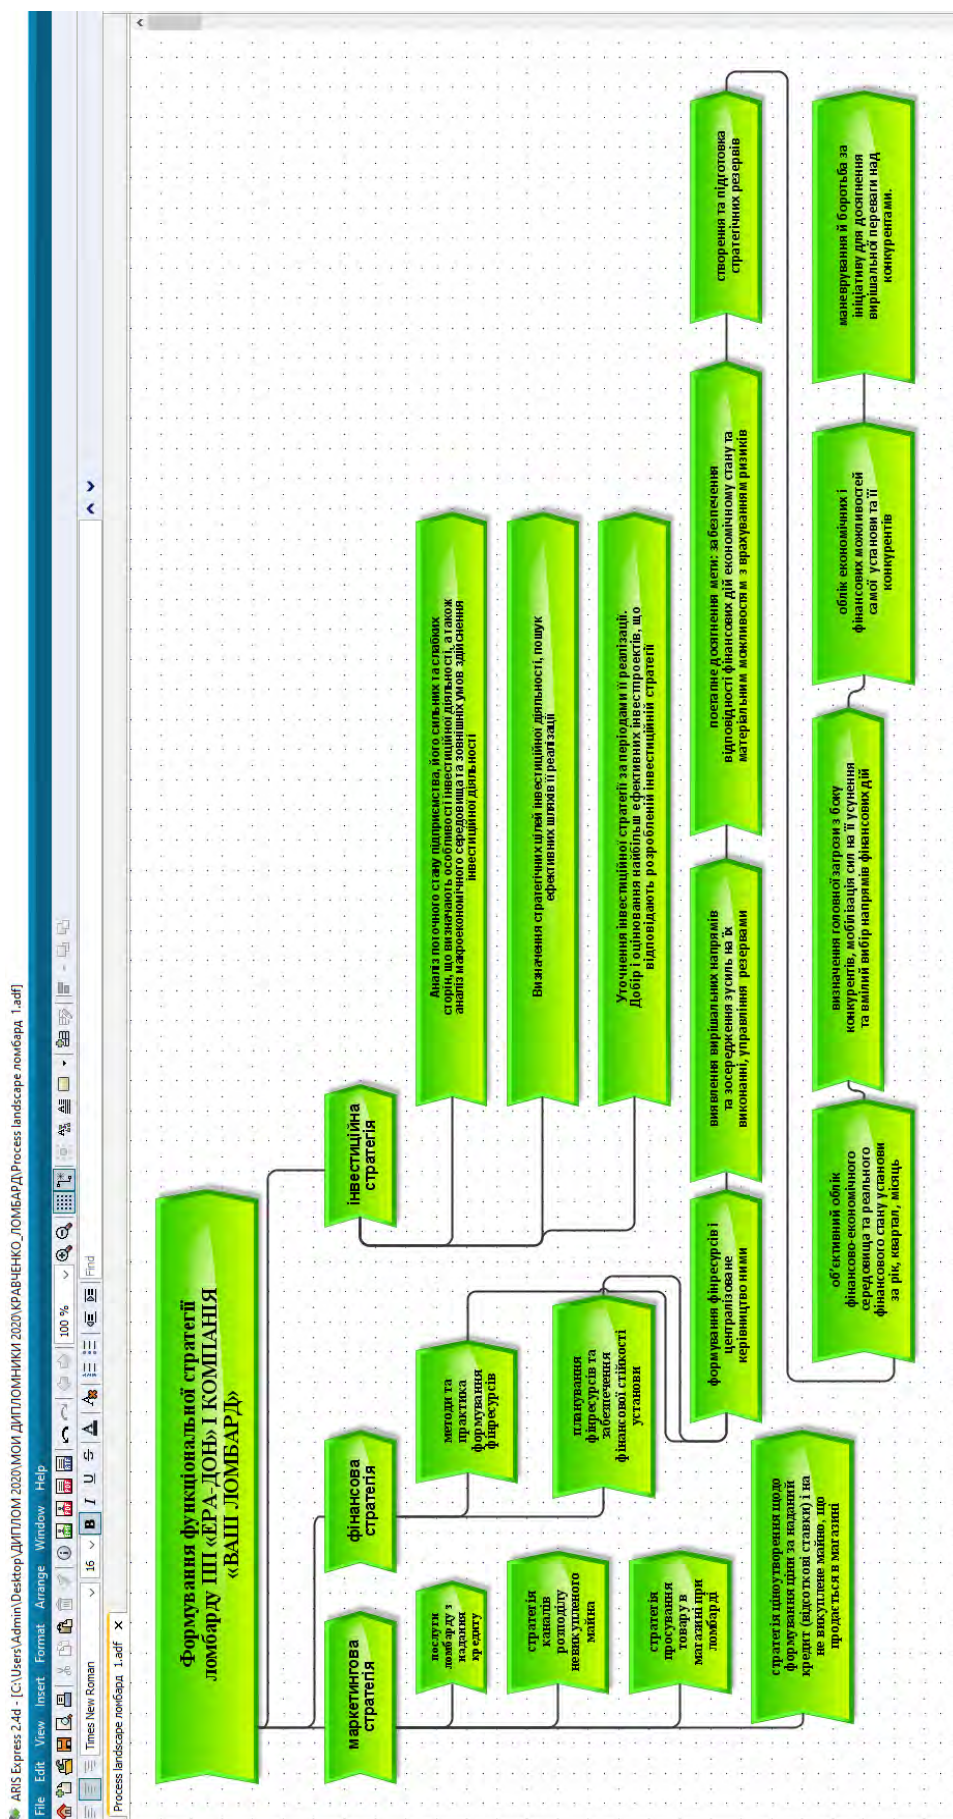 ARIS Express 2.4d - [C:\Users\Admin\Desktop\ДИПЛОМ 2020\МОИ ДИПЛОМНИКИ 2020\КРАВЧЕНКО_ЛОМБАРД\Process landscape ломбард 1.adf]
File Edit View Insert Format Arrange Window Help
100 %
Times New Roman
16
B I U S A
Find
Process landscape ломбард 1.adf
Формування функціональної стратегії
ломбарду ПП «ЕРА-ДОН» І КОМПАНІЯ
«ВАШ ЛОМБАРД»
маркетингова
стратегія
фінансова
стратегія
інвестиційна
стратегія
послуги
ломбарду з
надання
кредиту
стратегія
каналів
розподілу
невикупленого
майна
стратегія
просування
товару в
магазині при
ломбарді
стратегія ціноутворення щодо
формування ціни за наданий
кредит (відсоткові ставки) і на
не викуплене майно, що
продається в магазині
методи та
практика
формування
фінресурсів
планування
фінресурсів та
забезпечення
фінансової стійкості
установи
Аналіз поточного стану підприємства, його сильних та слабких
сторін, що визначають особливості інвестиційної діяльності, а також
аналіз макроекономічного середовища та зовнішніх умов здійснення
інвестиційної діяльності
Визначення стратегічних цілей інвестиційної діяльності, пошук
ефективних шляхів її реалізації
Уточнення інвестиційної стратегії за періодами її реалізації.
Добір і оцінювання найбільш ефективних інвестпроектів, що
відповідають розробленій інвестиційній стратегії
формування фінресурсів і
централізоване
керівництво ними
виявлення вирішальних напрямів
та зосередження зусиль на їх
виконанні, управління резервами
поетапне досягнення мети: забезпечення
відповідності фінансових дій економічному стану та
матеріальним можливостям з врахуванням ризиків
створення та підготовка
стратегічних резервів
об'єктивний облік
фінансово-економічного
середовища та реального
фінансового стану установи
за рік, квартал, місяць
визначення головної загрози з боку
конкурентів, мобілізація сил на її усунення
та вмілий вибір напрямів фінансових дій
облік економічних і
фінансових можливостей
самої установи та її
конкурентів
маневрування й боротьба за
ініціативу для досягнення
вирішальної переваги над
конкурентами.